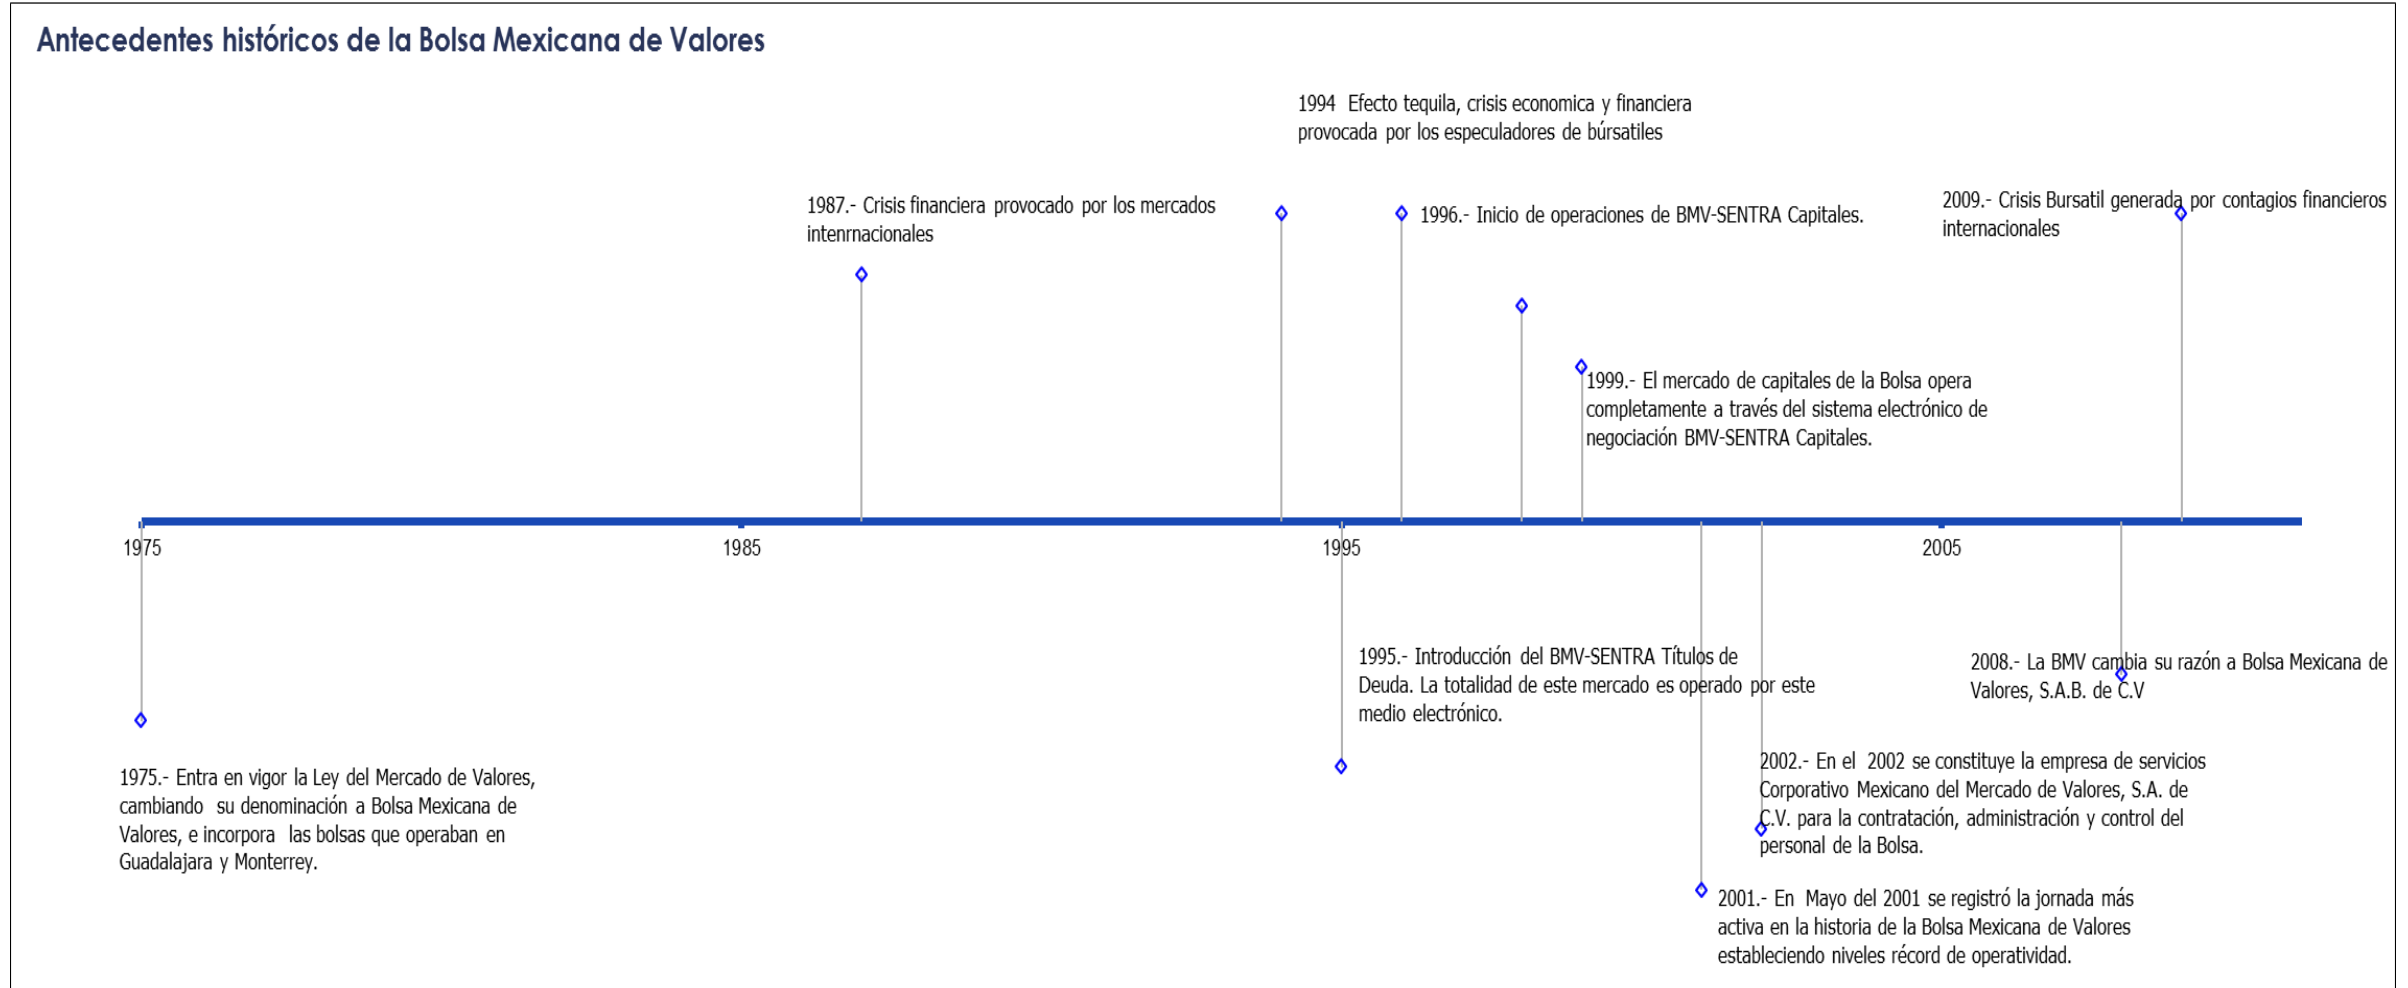 Antecedentes históricos de la Bolsa Mexicana de Valores
1994 Efecto tequila, crisis economica y financiera
provocada por los especuladores de búrsatiles
1987.- Crisis financiera provocado por los mercados
intenrnacionales
1996.- Inicio de operaciones de BMV-SENTRA Capitales.
2009.- Crisis Bursatil generada por contagios financieros
internacionales
1999.- El mercado de capitales de la Bolsa opera
completamente a través del sistema electrónico de
negociación BMV-SENTRA Capitales.
1975
1985
1995
2005
1995.- Introducción del BMV-SENTRA Títulos de
Deuda. La totalidad de este mercado es operado por este
medio electrónico.
2008.- La BMV cambia su razón a Bolsa Mexicana de
Valores, S.A.B. de C.V
1975.- Entra en vigor la Ley del Mercado de Valores,
cambiando su denominación a Bolsa Mexicana de
Valores, e incorpora las bolsas que operaban en
Guadalajara y Monterrey.
2002.- En el 2002 se constituye la empresa de servicios
Corporativo Mexicano del Mercado de Valores, S.A. de
C.V. para la contratación, administración y control del
personal de la Bolsa.
2001.- En Mayo del 2001 se registró la jornada más
activa en la historia de la Bolsa Mexicana de Valores
estableciendo niveles récord de operatividad.